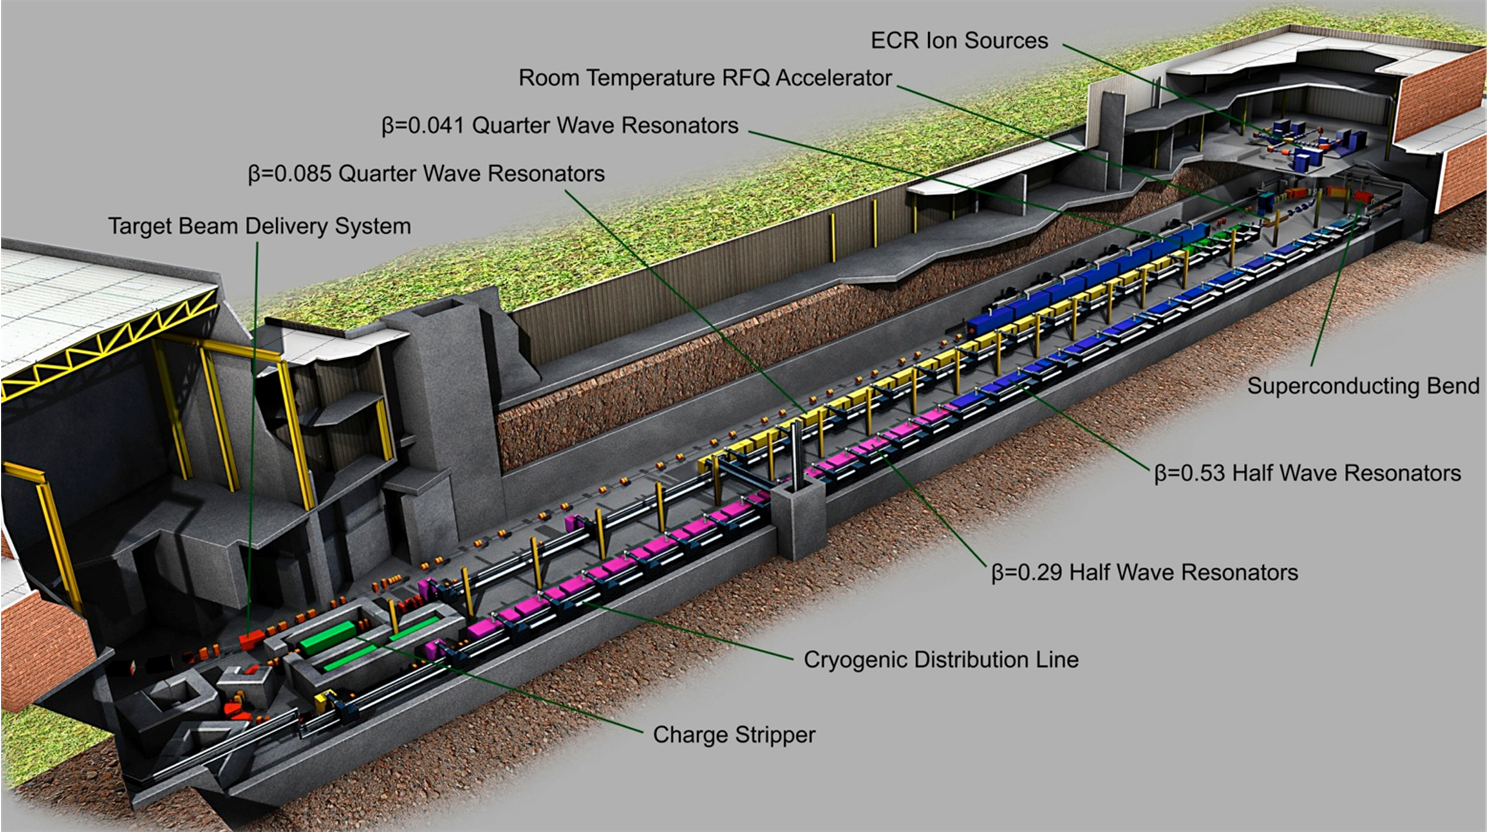 ECR Ion Sources
Room Temperature RFQ Accelerator
β=0.041 Quarter Wave Resonators
β=0.085 Quarter Wave Resonators
Target Beam Delivery System
Superconducting Bend
β=0.53 Half Wave Resonators
β=0.29 Half Wave Resonators
Cryogenic Distribution Line
Charge Stripper